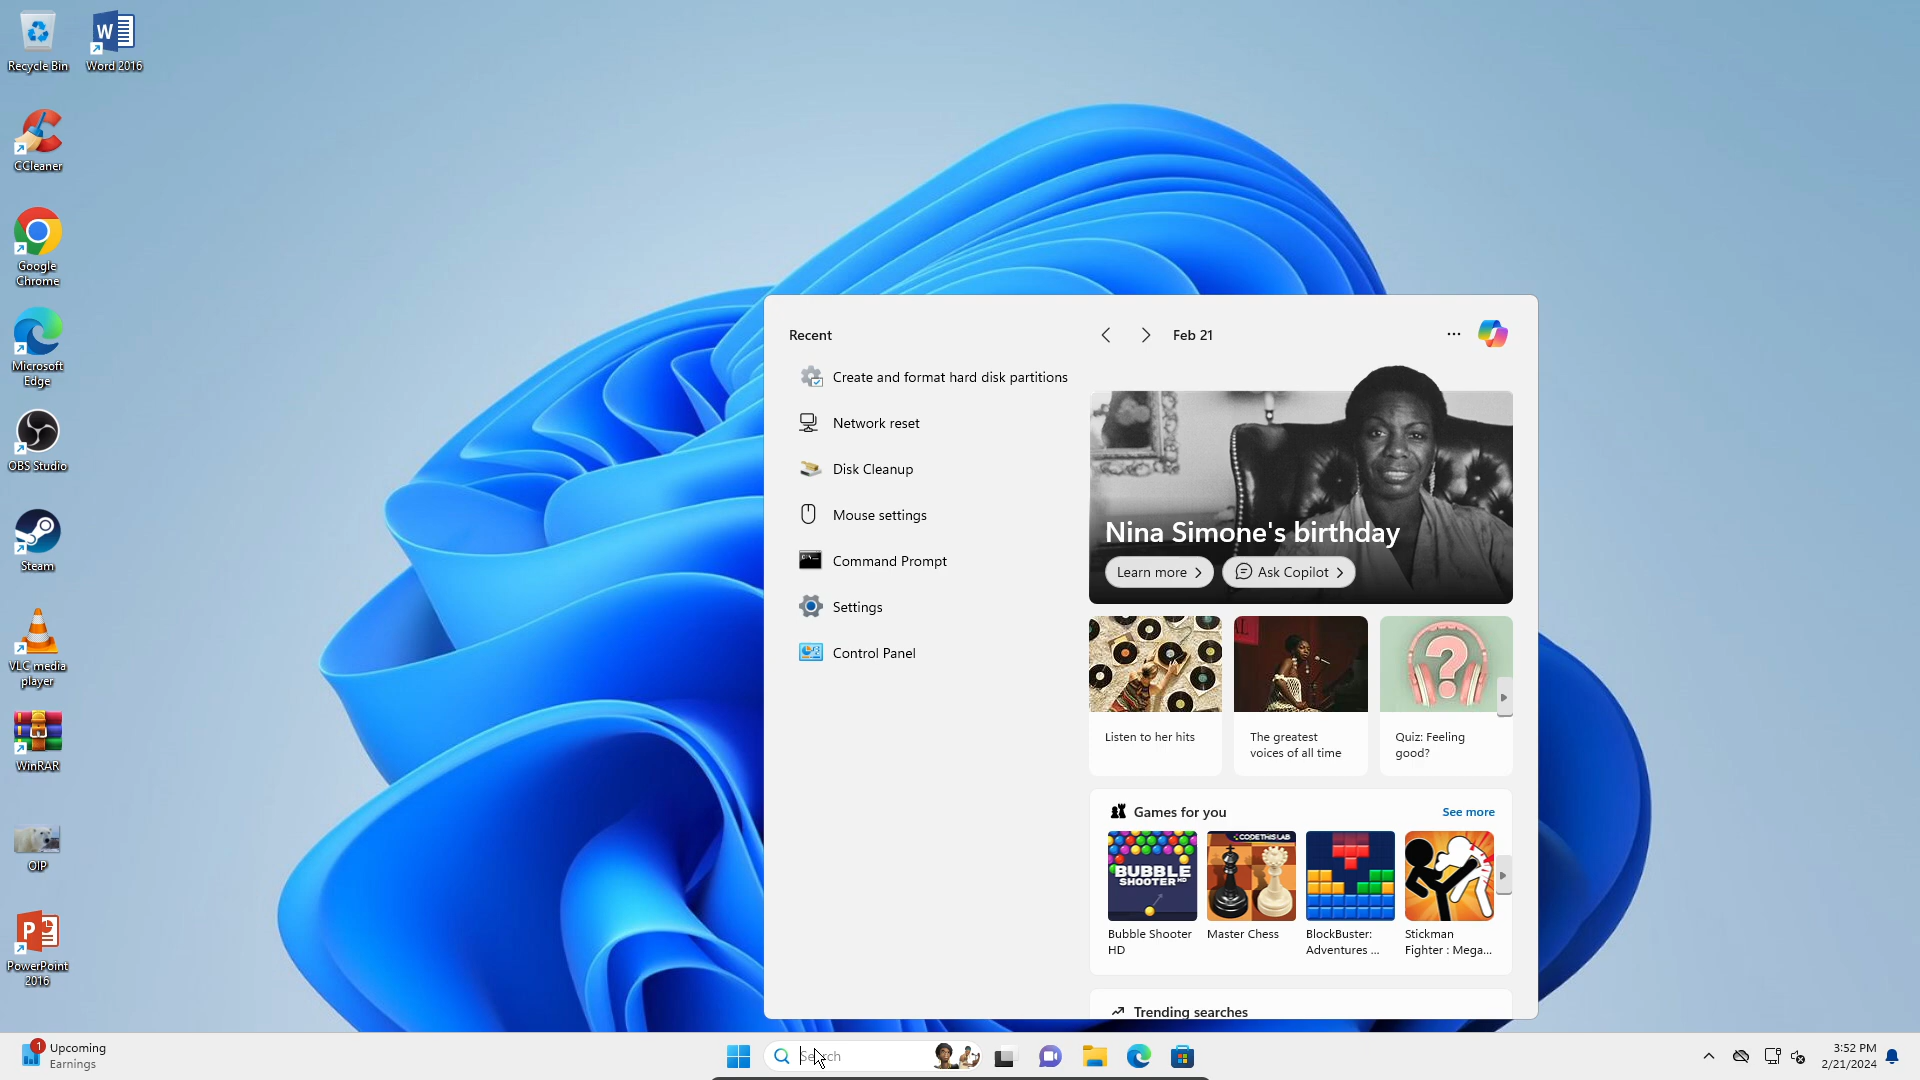 Recycle Bin
Word 2016
CCleaner
Google
Chrome
Microsoft
Edge
OBS Studio
Steam
VLC media
player
WinRAR
OIP
PowerPoint
2016
Recent
Create and format hard disk partitions
Network reset
Disk Cleanup
Mouse settings
Command Prompt
Settings
Control Panel
Feb 21
Nina Simone's birthday
Learn more
Ask Copilot
Listen to her hits
The greatest
voices of all time
Quiz: Feeling
good?
Games for you
See more
BUBBLE
SHOOTER HD
CODETHISLAB
Bubble Shooter
HD
Master Chess
BlockBuster:
Adventures ...
Stickman
Fighter : Mega...
Trending searches
1
Upcoming
Earnings
Search
3:52 PM
2/21/2024